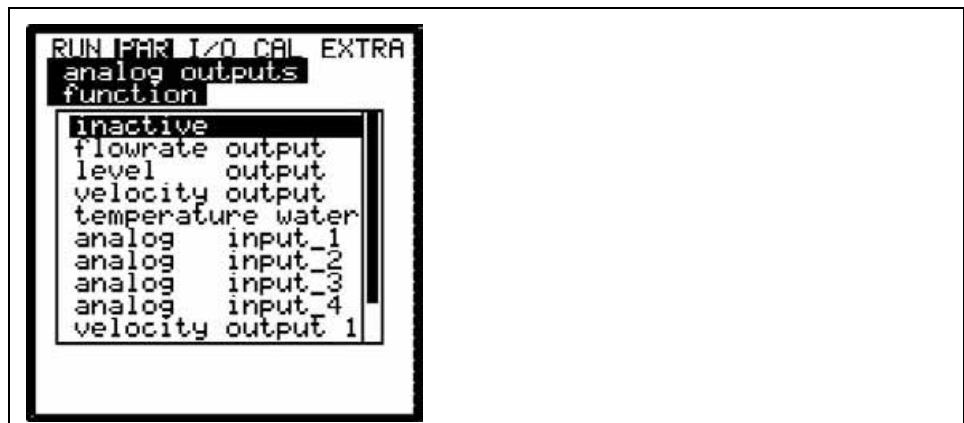 RUN PAR I/O CAL EXTRA
analog outputs
function
inactive
flowrate output
level output
velocity output
temperature water
analog input_1
analog input_2
analog input_3
analog input_4
velocity output 1